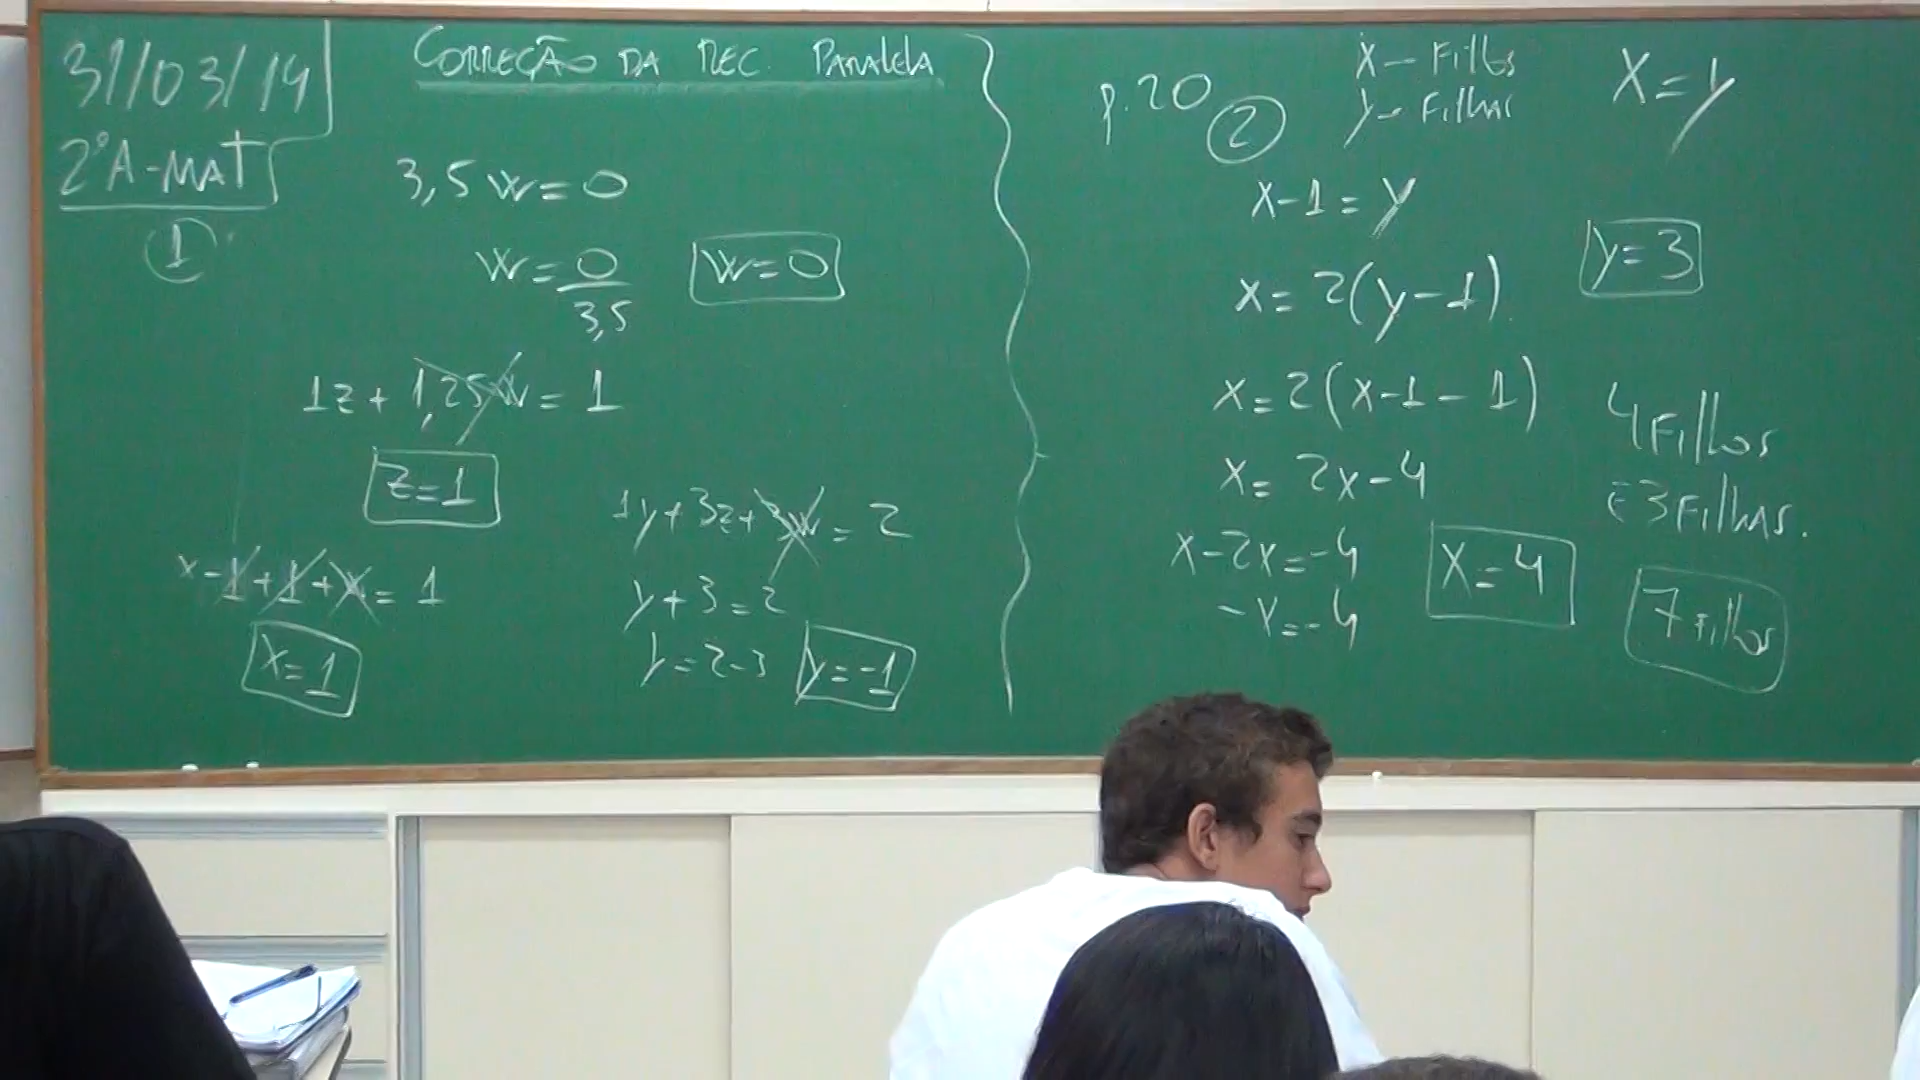 31/03/14
2°A-MAT
1
CORREÇÃO DA REC. PARALELA
3,5w=0
w=0/3,5
w=0
1z+1,25w=1
z=1
1y+3z+3w=2
y+3=2
y=2-3
y=-1
x-1+1+x=1
x=1
p.20
2
x-Filhos
y-Filhas
x=y
x-1=y
x=2(y-1)
y=3
x=2(x-1-1)
x=2x-4
x-2x=-4
-x=-4
x=4
4 Filhos
E 3 Filhas.
7 Filhos